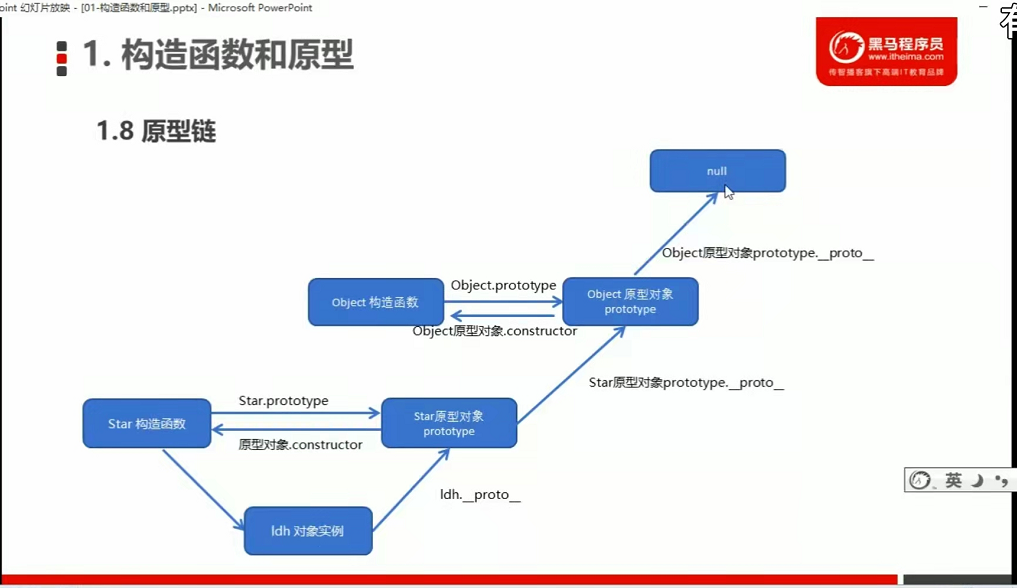 oint 幻灯片放映 - [01-构造函数和原型.pptx] - Microsoft PowerPoint
1. 构造函数和原型
黑马程序员
www.itheima.com
传智播客旗下高端IT教育品牌
1.8 原型链
null
Object原型对象prototype.__proto__
Object 构造函数
Object.prototype
Object 原型对象
prototype
Object原型对象.constructor
Star原型对象prototype.__proto__
Star 构造函数
Star.prototype
Star原型对象
prototype
原型对象.constructor
ldh.__proto__
ldh 对象实例
英